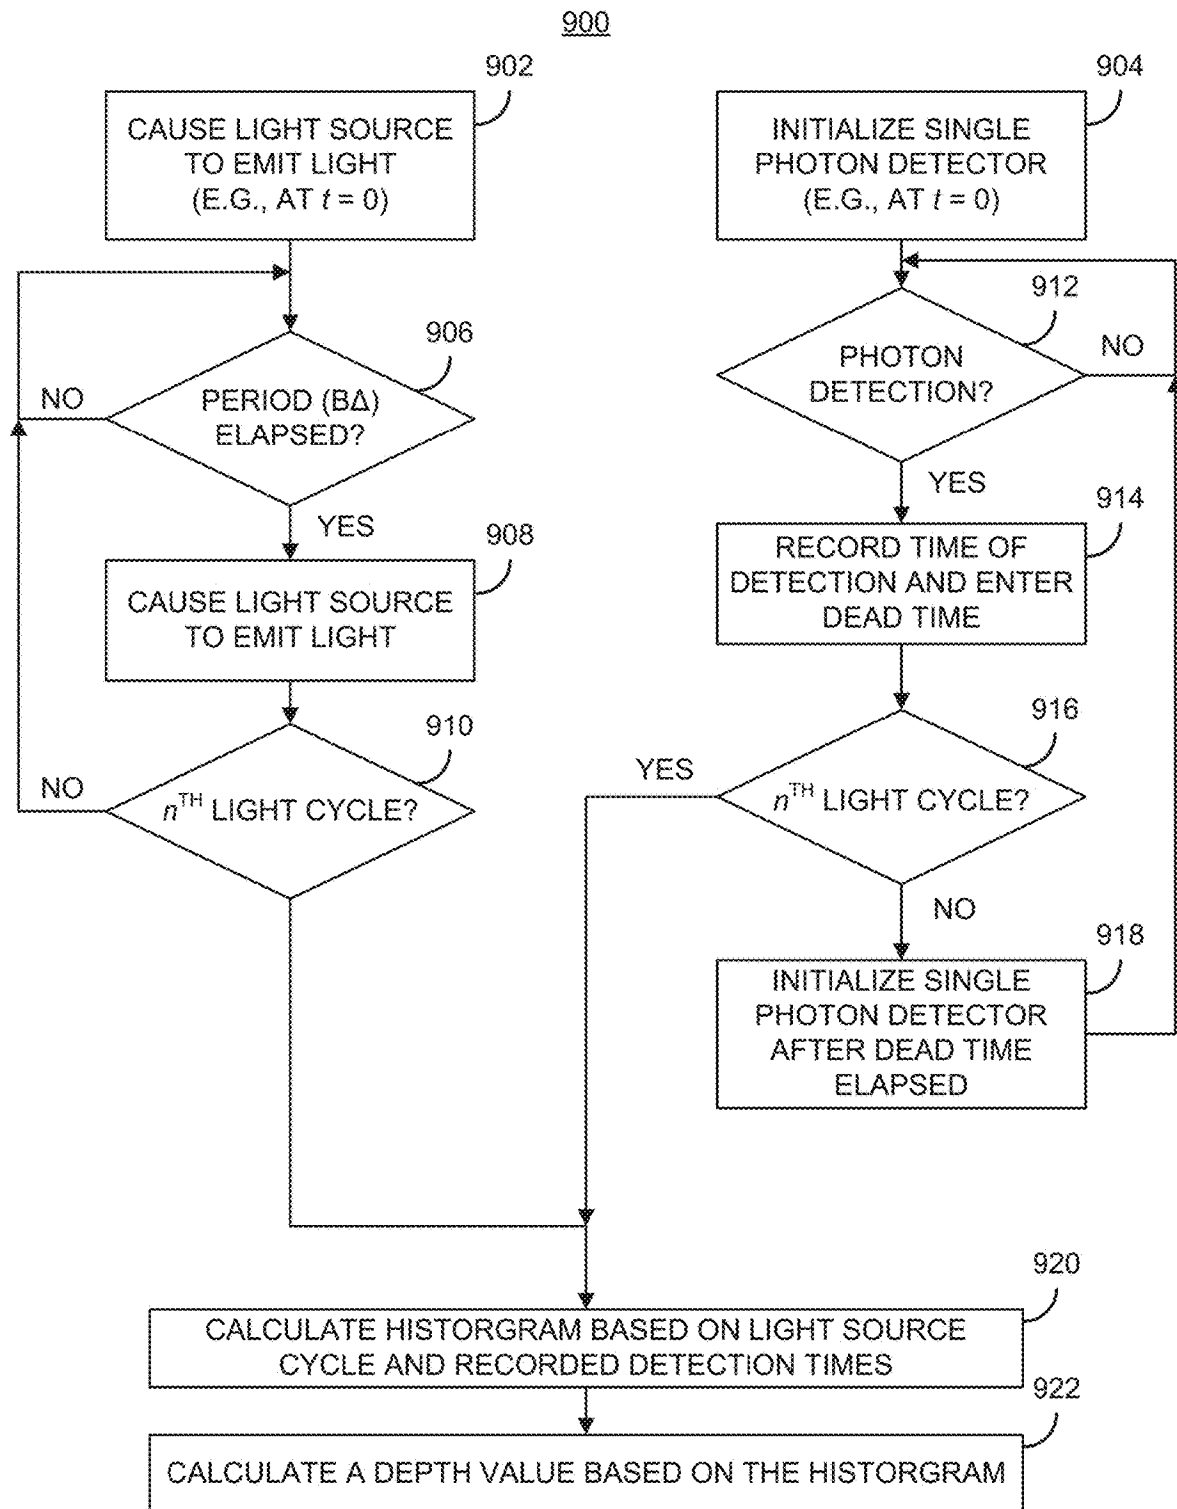 900
902
CAUSE LIGHT SOURCE
TO EMIT LIGHT
(E.G., AT t = 0)
904
INITIALIZE SINGLE
PHOTON DETECTOR
(E.G., AT t = 0)
906
PERIOD (BΔ)
ELAPSED?
NO
YES
908
CAUSE LIGHT SOURCE
TO EMIT LIGHT
910
nTH LIGHT CYCLE?
NO
912
PHOTON
DETECTION?
NO
YES
914
RECORD TIME OF
DETECTION AND ENTER
DEAD TIME
916
nTH LIGHT CYCLE?
YES
NO
918
INITIALIZE SINGLE
PHOTON DETECTOR
AFTER DEAD TIME
ELAPSED
920
CALCULATE HISTORGRAM BASED ON LIGHT SOURCE
CYCLE AND RECORDED DETECTION TIMES
922
CALCULATE A DEPTH VALUE BASED ON THE HISTORGRAM